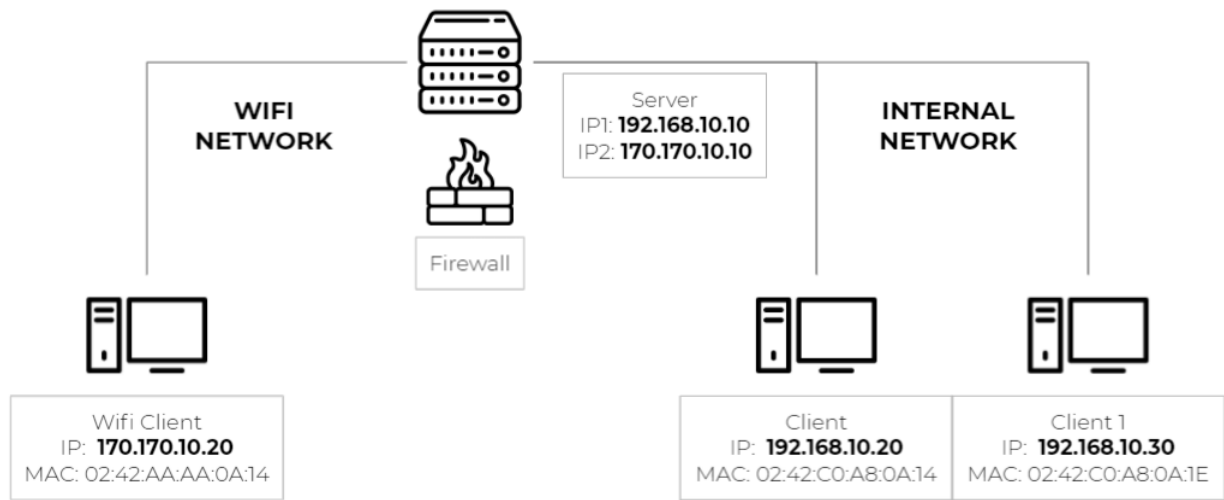 WIFI
NETWORK
Server
IP1: 192.168.10.10
IP2: 170.170.10.10
INTERNAL
NETWORK
Firewall
Wifi Client
IP: 170.170.10.20
MAC: 02:42:AA:AA:0A:14
Client
IP: 192.168.10.20
MAC: 02:42:C0:A8:0A:14
Client 1
IP: 192.168.10.30
MAC: 02:42:C0:A8:0A:1E